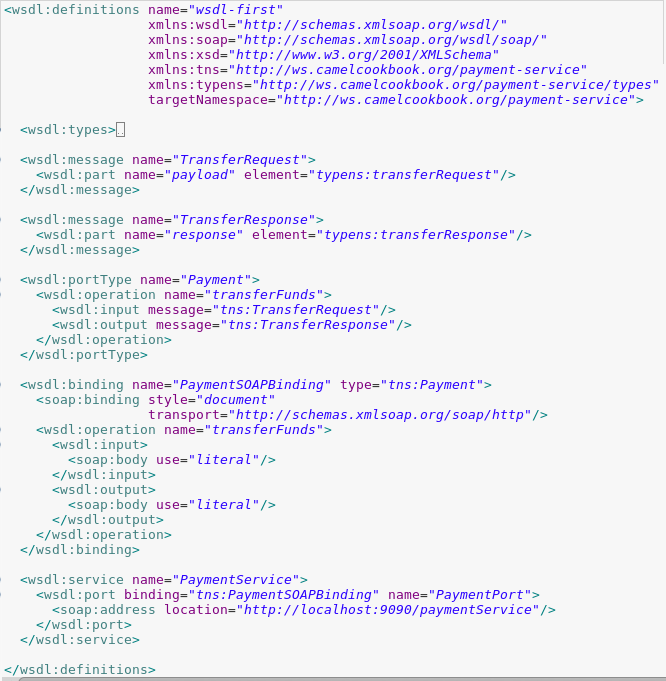 <wsdl:definitions name="wsdl-first"
                  xmlns:wsdl="http://schemas.xmlsoap.org/wsdl/"
                  xmlns:soap="http://schemas.xmlsoap.org/wsdl/soap/"
                  xmlns:xsd="http://www.w3.org/2001/XMLSchema"
                  xmlns:tns="http://ws.camelcookbook.org/payment-service"
                  xmlns:typens="http://ws.camelcookbook.org/payment-service/types"
                  targetNamespace="http://ws.camelcookbook.org/payment-service">

  <wsdl:types>

  <wsdl:message name="TransferRequest">
    <wsdl:part name="payload" element="typens:transferRequest"/>
  </wsdl:message>

  <wsdl:message name="TransferResponse">
    <wsdl:part name="response" element="typens:transferResponse"/>
  </wsdl:message>

  <wsdl:portType name="Payment">
    <wsdl:operation name="transferFunds">
      <wsdl:input message="tns:TransferRequest"/>
      <wsdl:output message="tns:TransferResponse"/>
    </wsdl:operation>
  </wsdl:portType>

  <wsdl:binding name="PaymentSOAPBinding" type="tns:Payment">
    <soap:binding style="document"
                  transport="http://schemas.xmlsoap.org/soap/http"/>
    <wsdl:operation name="transferFunds">
      <wsdl:input>
        <soap:body use="literal"/>
      </wsdl:input>
      <wsdl:output>
        <soap:body use="literal"/>
      </wsdl:output>
    </wsdl:operation>
  </wsdl:binding>

  <wsdl:service name="PaymentService">
    <wsdl:port binding="tns:PaymentSOAPBinding" name="PaymentPort">
      <soap:address location="http://localhost:9090/paymentService"/>
    </wsdl:port>
  </wsdl:service>

</wsdl:definitions>